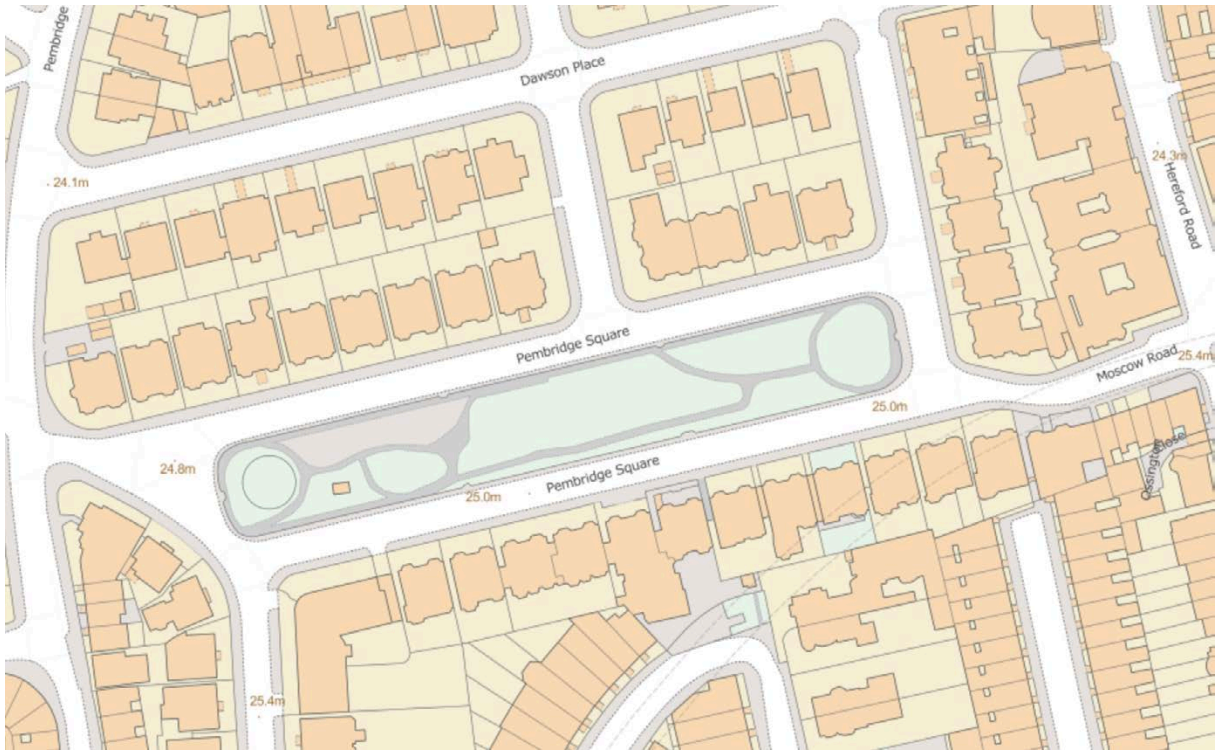 Pembridge
Dawson Place
24.1m
24.3m
Hereford Road
Pembridge Square
Moscow Road
25.4m
25.0m
24.8m
Pembridge Square
25.0m
Ossington
Close
25.4m